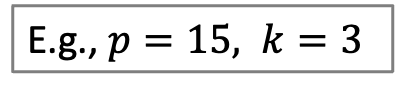 E.g., p = 15, k = 3